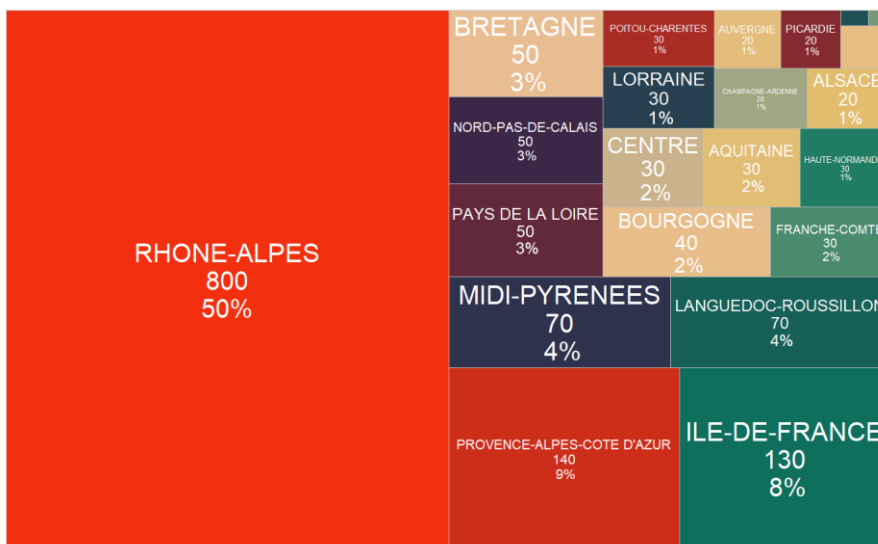 RHONE-ALPES
800
50%
BRETAGNE
50
3%
NORD-PAS-DE-CALAIS
50
3%
PAYS DE LA LOIRE
50
3%
POITOU-CHARENTES
30
1%
AUVERGNE
20
1%
PICARDIE
20
1%
LORRAINE
30
1%
CHAMPAGNE-ARDENNE
20
1%
ALSACE
20
1%
CENTRE
30
2%
AQUITAINE
30
2%
HAUTE-NORMANDI
30
1%
BOURGOGNE
40
2%
FRANCHE-COMTE
30
2%
MIDI-PYRENEES
70
4%
LANGUEDOC-ROUSSILLON
70
4%
PROVENCE-ALPES-COTE D'AZUR
140
9%
ILE-DE-FRANCE
130
8%